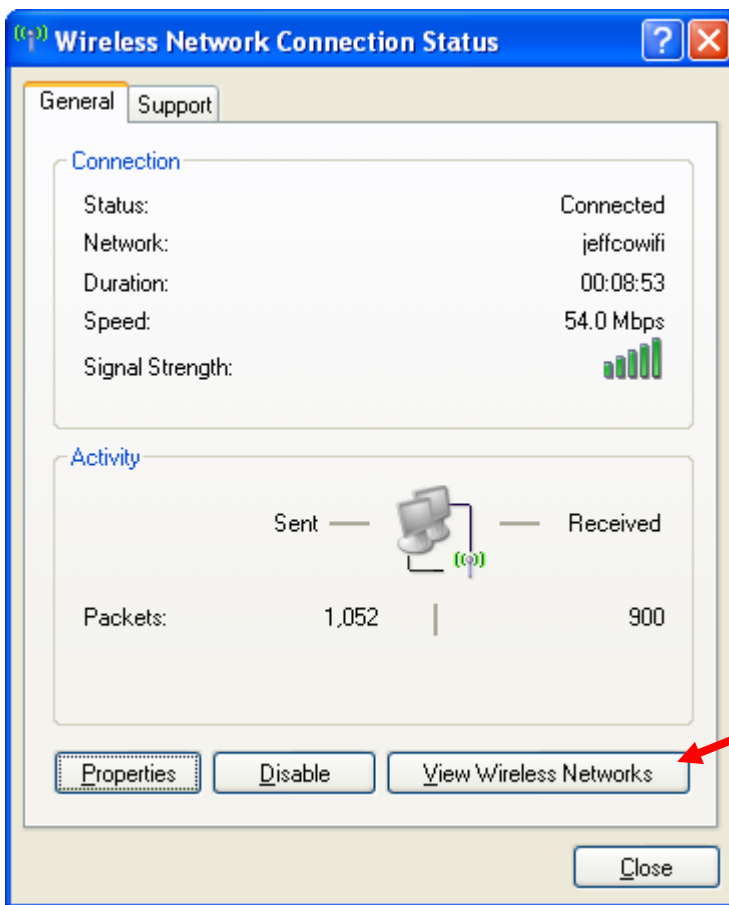 Wireless Network Connection Status
General Support
Connection
Status: Connected
Network: jeffcowifi
Duration: 00:08:53
Speed: 54.0 Mbps
Signal Strength:
Activity
Sent Received
Packets: 1,052 900
Properties Disable View Wireless Networks
Close